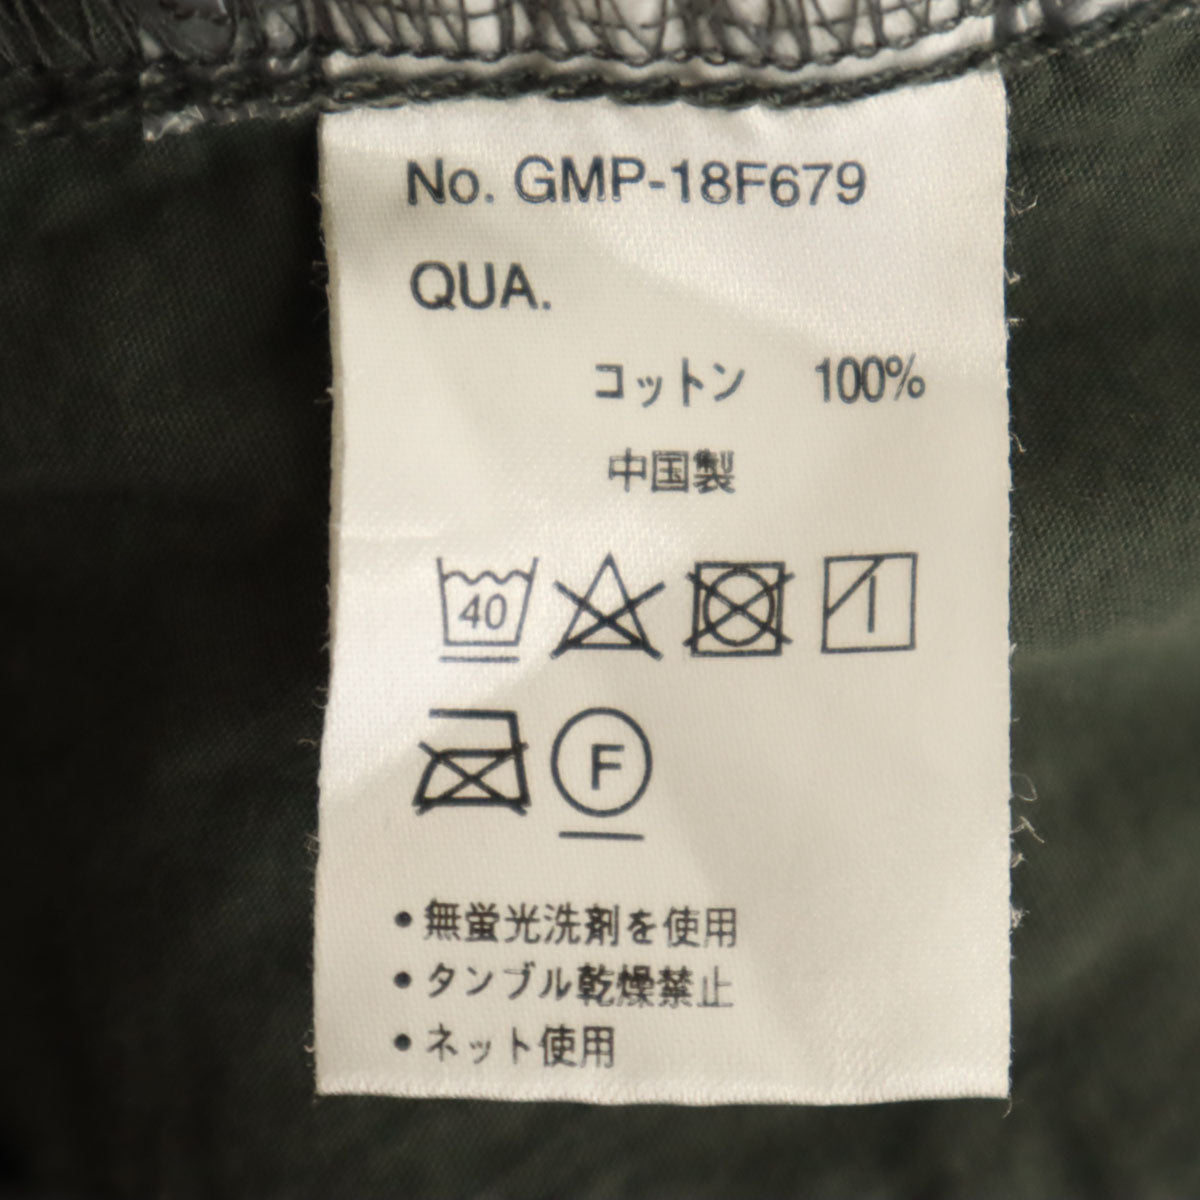 No. GMP-18F679
QUA.
コットン 100%
中国製
40
F
・無蛍光洗剤を使用
・タンブル乾燥禁止
・ネット使用